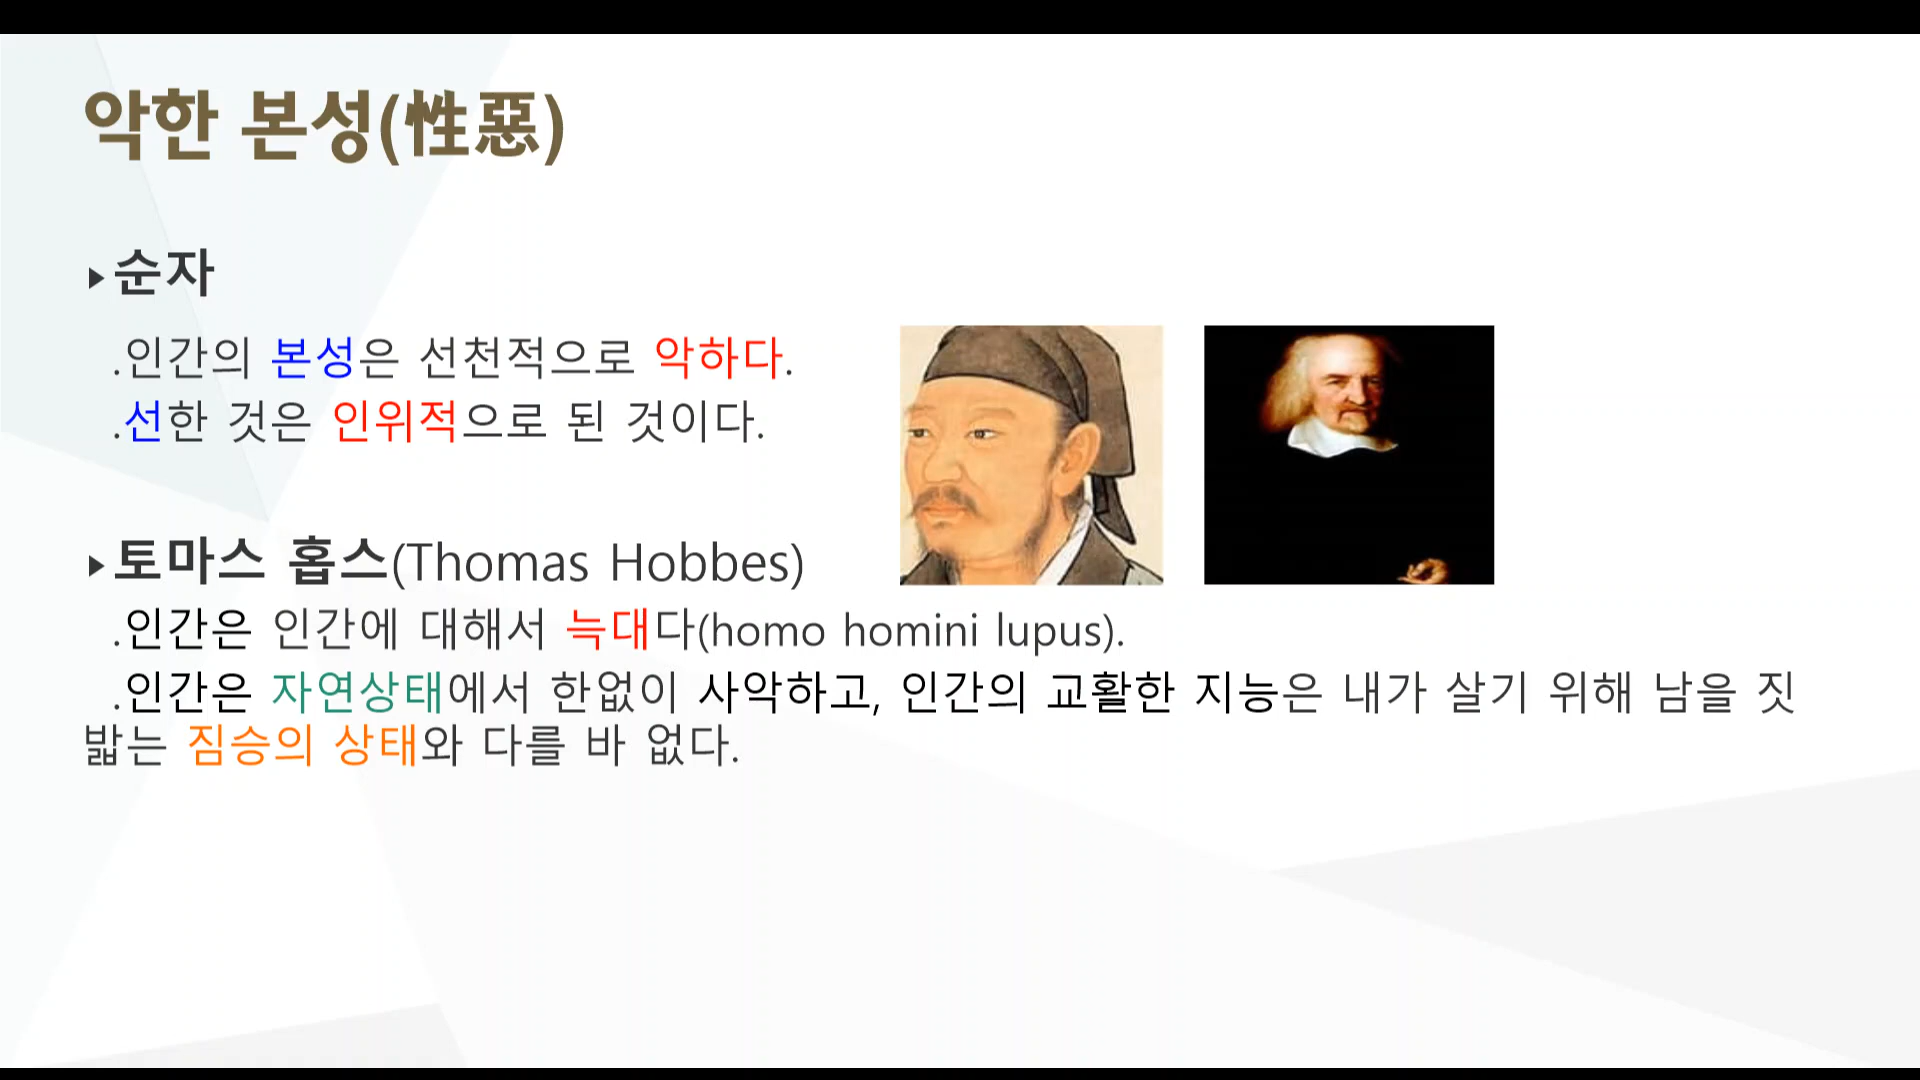 악한 본성(性惡)
▸순자
.인간의 본성은 선천적으로 악하다.
.선한 것은 인위적으로 된 것이다.
▸토마스 홉스(Thomas Hobbes)
.인간은 인간에 대해서 늑대다(homo homini lupus).
.인간은 자연상태에서 한없이 사악하고, 인간의 교활한 지능은 내가 살기 위해 남을 짓
밟는 짐승의 상태와 다를 바 없다.